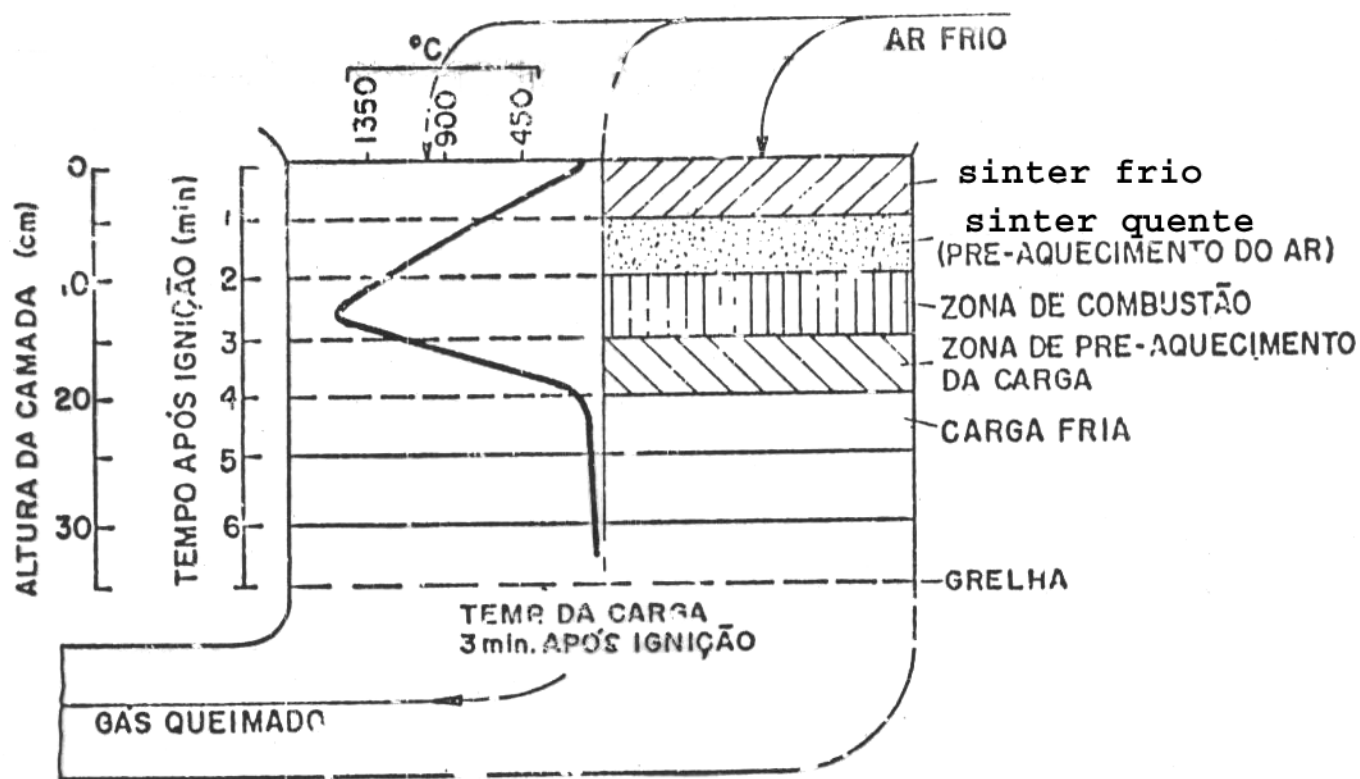 AR FRIO
°C
1350
900
450
0
10
20
30
ALTURA DA CAMADA (cm)
1
2
3
4
5
6
TEMPO APÓS IGNIÇÃO (min)
sinter frio
sinter quente
(PRE-AQUECIMENTO DO AR)
ZONA DE COMBUSTÃO
ZONA DE PRE-AQUECIMENTO
DA CARGA
CARGA FRIA
GRELHA
TEMP. DA CARGA
3 min. APÓS IGNIÇÃO
GÁS QUEIMADO